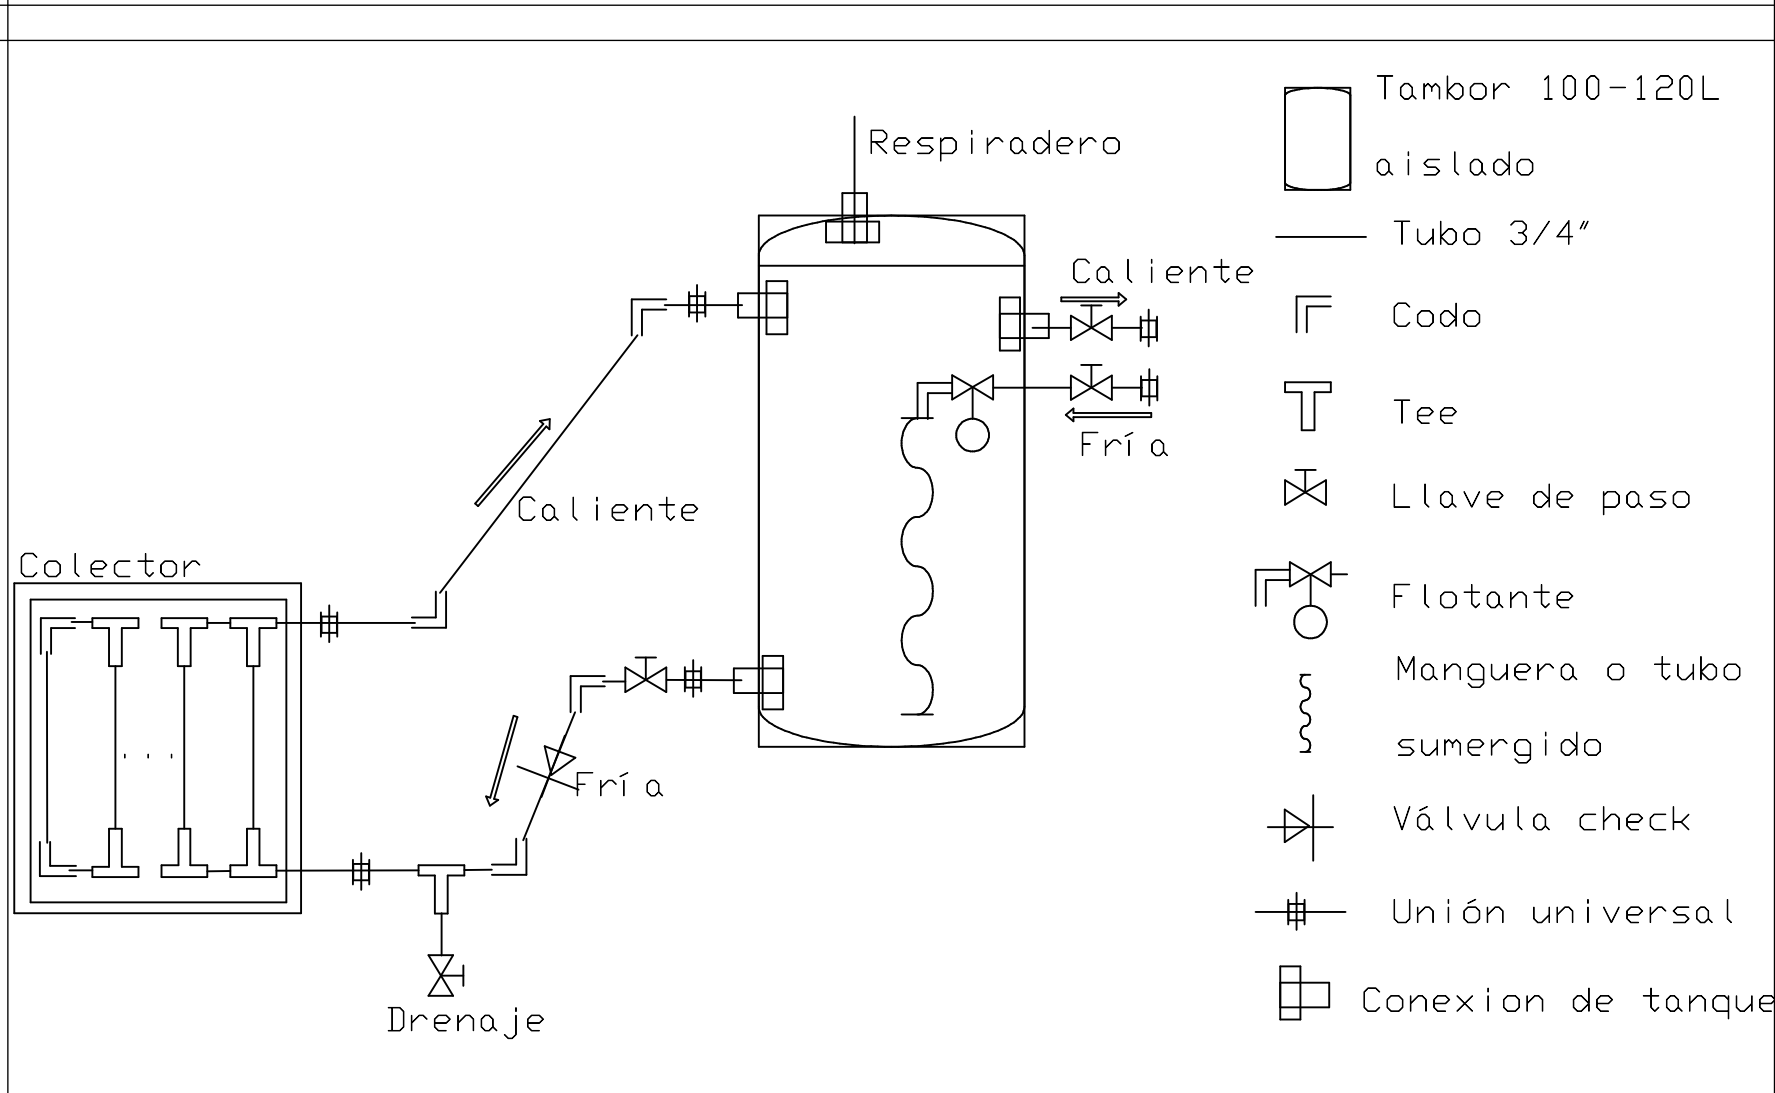 Respiradero
Caliente
Fría
Caliente
Colector
Fría
Drenaje
Tambor 100-120L
aislado
Tubo 3/4"
Codo
Tee
Llave de paso
Flotante
Manguera o tubo
sumergido
Válvula check
Unión universal
Conexion de tanque